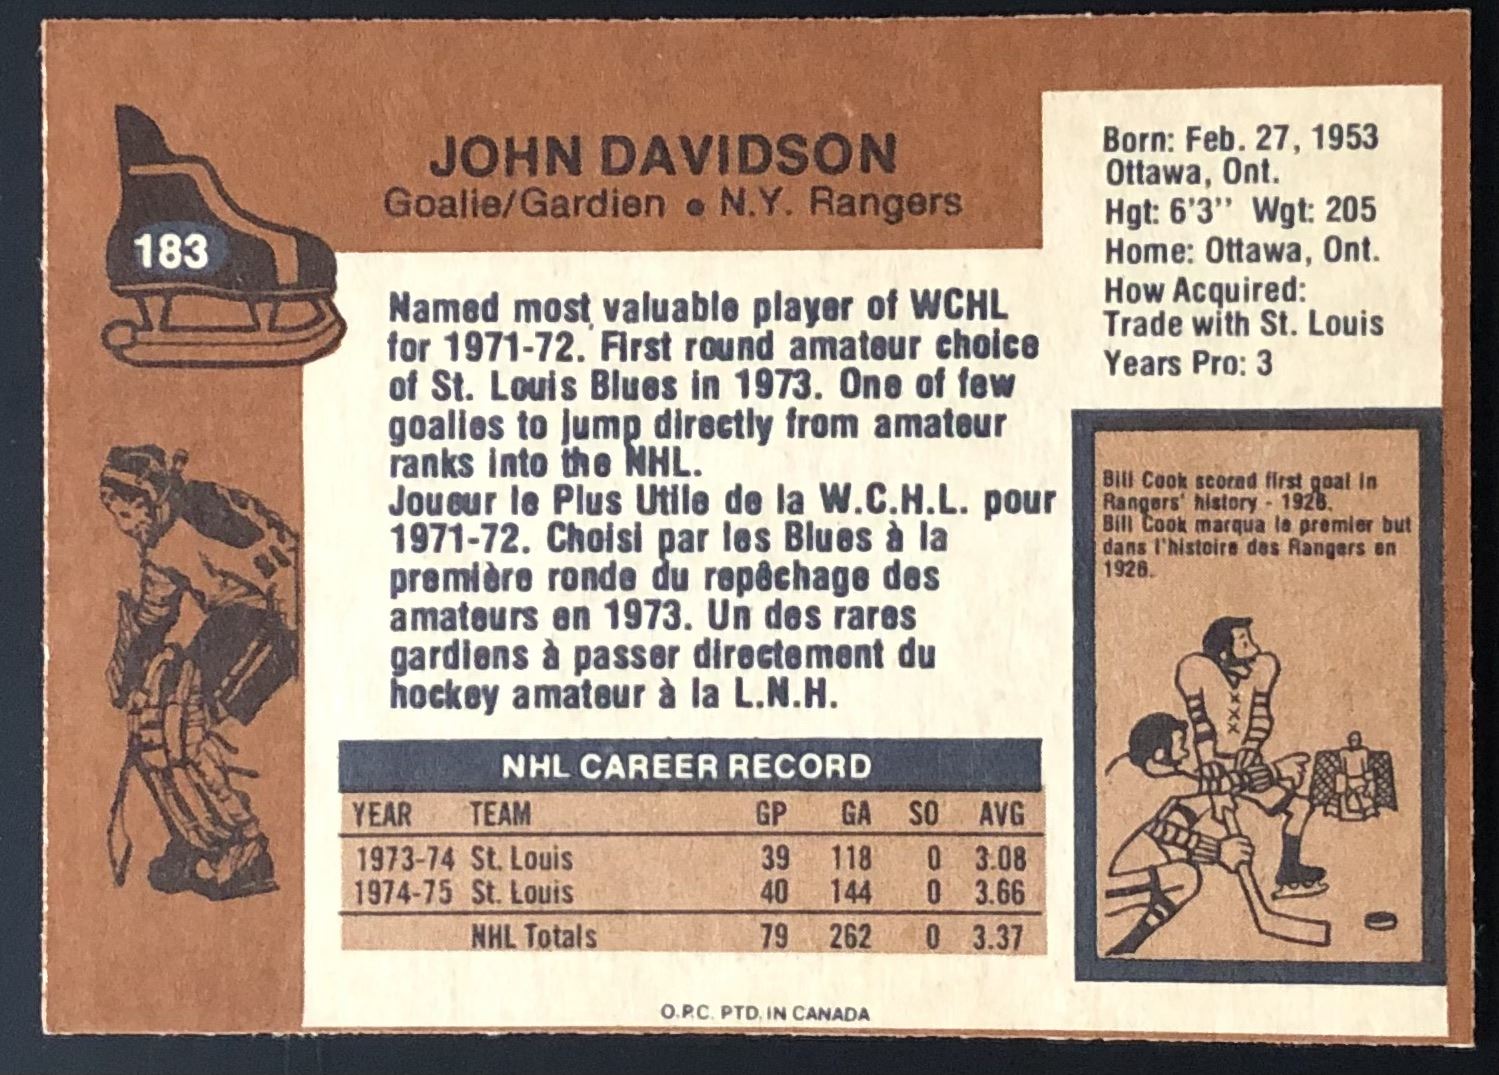 JOHN DAVIDSON
Goalie/Gardien • N.Y. Rangers
183
Born: Feb. 27, 1953
Ottawa, Ont.
Hgt: 6'3'' Wgt: 205
Home: Ottawa, Ont.
How Acquired:
Trade with St. Louis
Years Pro: 3
Named most valuable player of WCHL
for 1971-72. First round amateur choice
of St. Louis Blues in 1973. One of few
goalies to jump directly from amateur
ranks into the NHL.
Joueur le Plus Utile de la W.C.H.L. pour
1971-72. Choisi par les Blues à la
première ronde du repêchage des
amateurs en 1973. Un des rares
gardiens à passer directement du
hockey amateur à la L.N.H.
Bill Cook scored first goal in
Rangers' history - 1926.
Bill Cook marqua le premier but
dans l'histoire des Rangers en
1926.
NHL CAREER RECORD
YEAR TEAM GP GA SO AVG
1973-74 St. Louis 39 118 0 3.08
1974-75 St. Louis 40 144 0 3.66
NHL Totals 79 262 0 3.37
O.P.C. PTD. IN CANADA